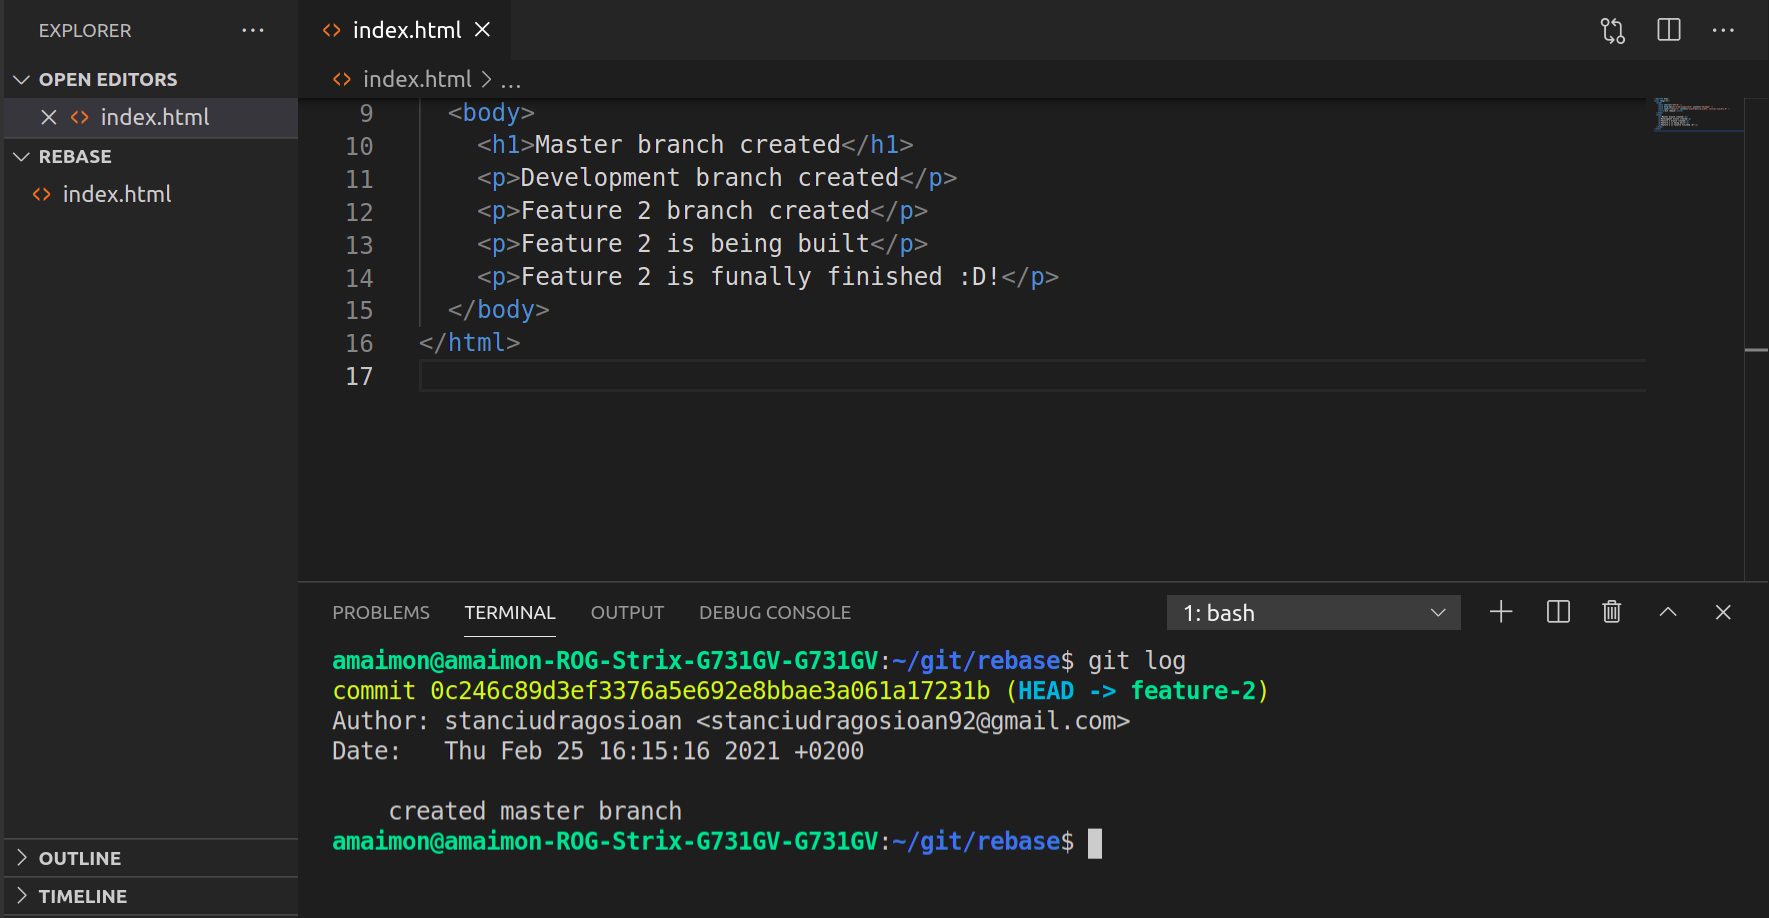 EXPLORER
OPEN EDITORS
index.html
REBASE
index.html
OUTLINE
TIMELINE
index.html
index.html > ...
9 <body>
10 <h1>Master branch created</h1>
11 <p>Development branch created</p>
12 <p>Feature 2 branch created</p>
13 <p>Feature 2 is being built</p>
14 <p>Feature 2 is funally finished :D!</p>
15 </body>
16 </html>
17
PROBLEMS TERMINAL OUTPUT DEBUG CONSOLE 1: bash
amaimon@amaimon-ROG-Strix-G731GV-G731GV:~/git/rebase$ git log
commit 0c246c89d3ef3376a5e692e8bbae3a061a17231b (HEAD -> feature-2)
Author: stanciudragosioan <stanciudragosioan92@gmail.com>
Date:   Thu Feb 25 16:15:16 2021 +0200
created master branch
amaimon@amaimon-ROG-Strix-G731GV-G731GV:~/git/rebase$